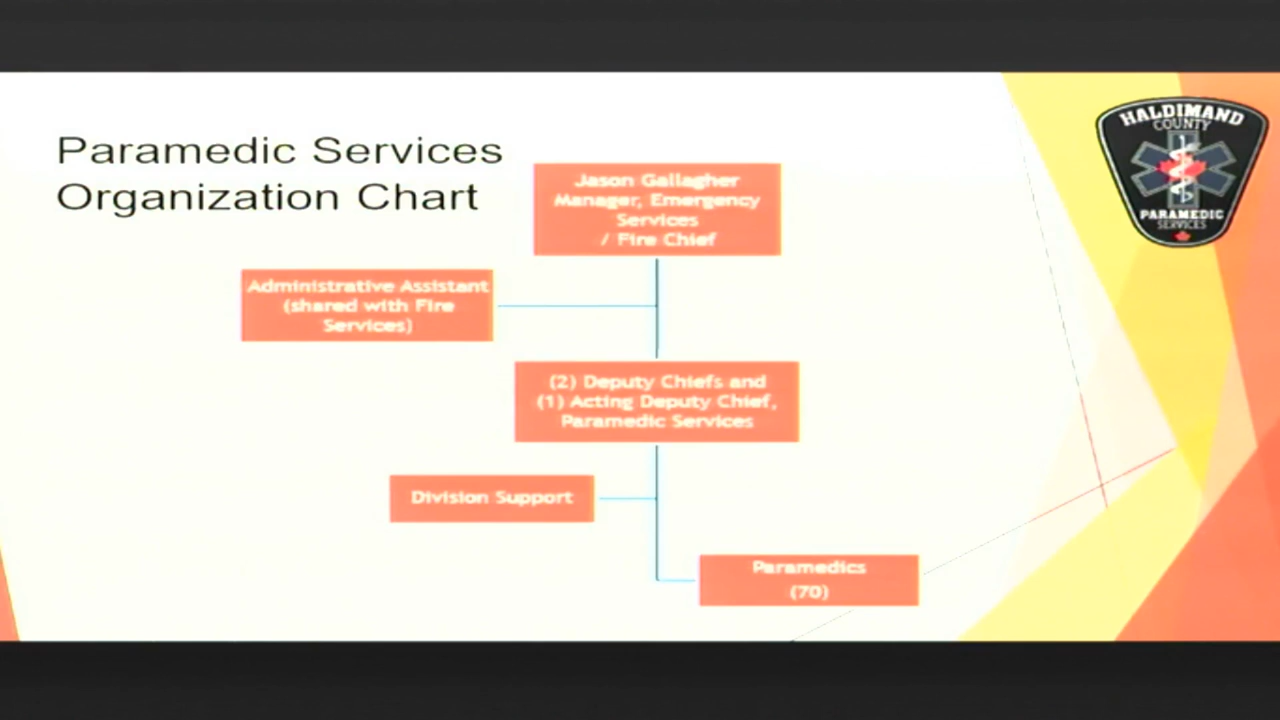 Paramedic Services
Organization Chart
HALDIMAND
COUNTY
PARAMEDIC
SERVICES
Jason Gallagher
Manager, Emergency
Services
/ Fire Chief
Administrative Assistant
(shared with Fire
Services)
(2) Deputy Chiefs and
(1) Acting Deputy Chief,
Paramedic Services
Division Support
Paramedics
(70)